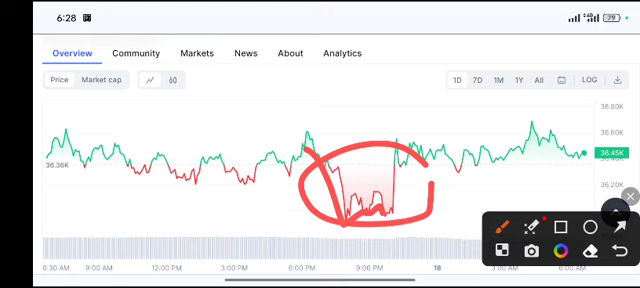 6:28 79
Overview Community Markets News About Analytics
Price Market cap 1D 7D 1M 1Y All LOG
36.80K
36.60K
36.45K
36.36K
36.20K
6:30 AM 9:00 AM 12:00 PM 3:00 PM 6:00 PM 9:00 PM 18 3:00 AM 6:00 AM